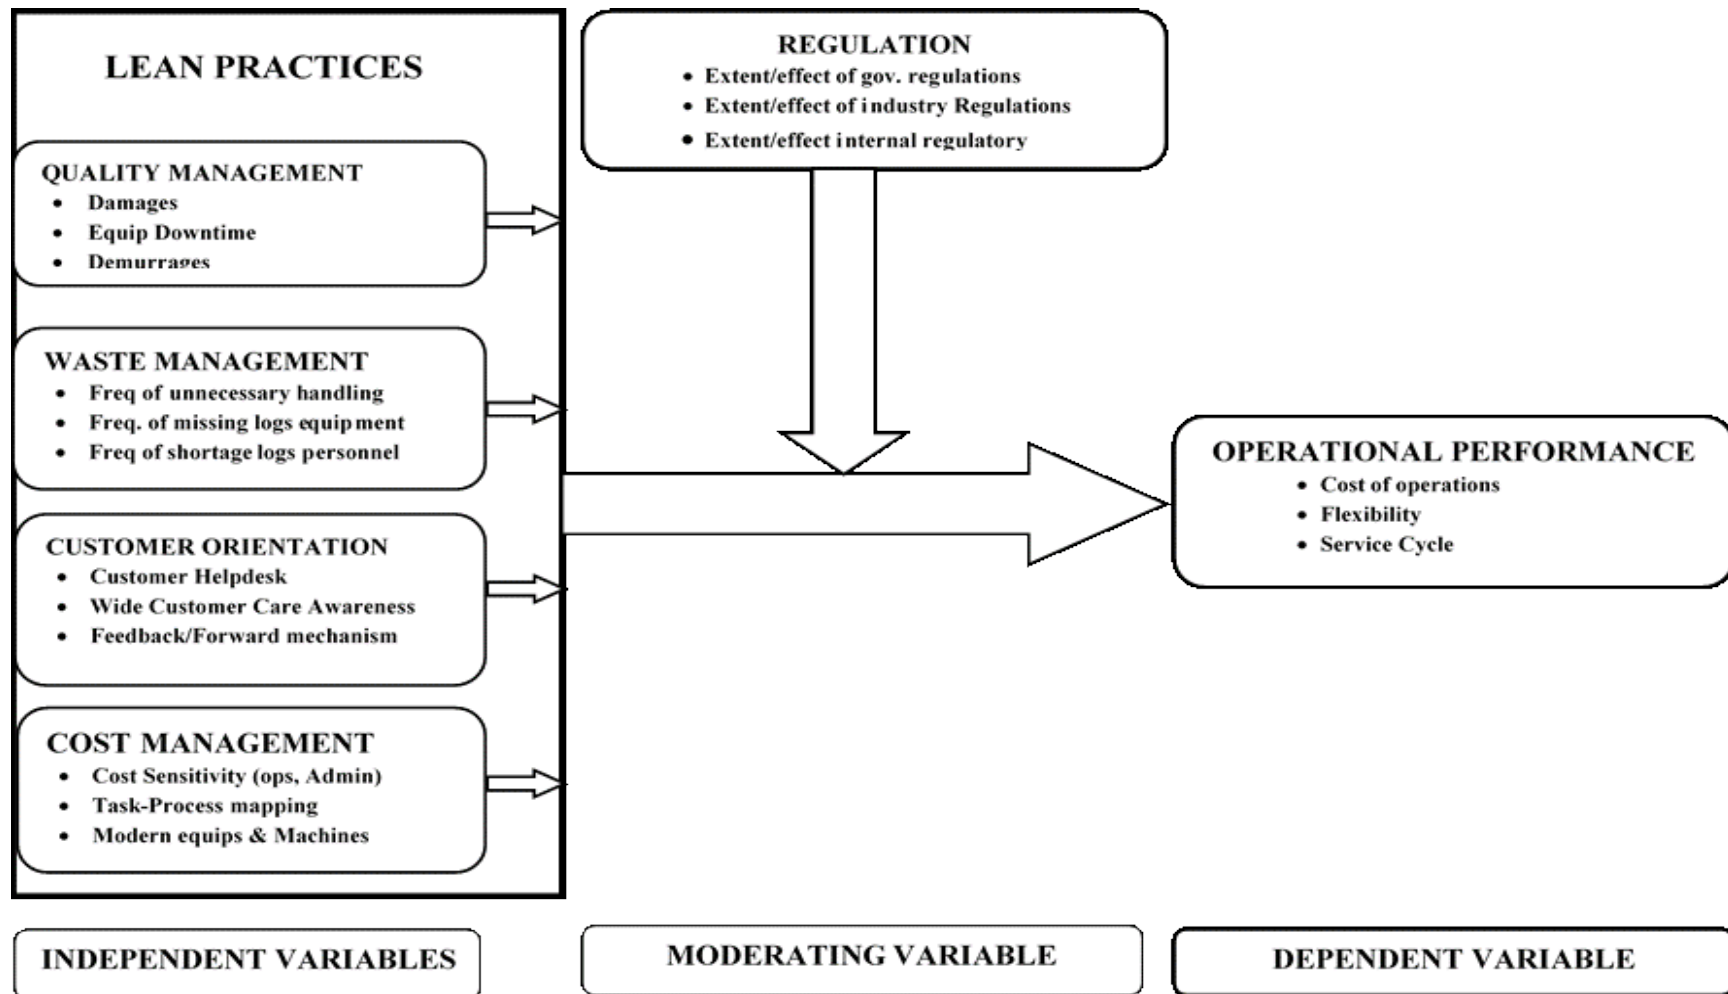 LEAN PRACTICES
QUALITY MANAGEMENT
• Damages
• Equip Downtime
• Demurrages
WASTE MANAGEMENT
• Freq of unnecessary handling
• Freq. of missing logs equipment
• Freq of shortage logs personnel
CUSTOMER ORIENTATION
• Customer Helpdesk
• Wide Customer Care Awareness
• Feedback/Forward mechanism
COST MANAGEMENT
• Cost Sensitivity (ops, Admin)
• Task-Process mapping
• Modern equips & Machines
REGULATION
• Extent/effect of gov. regulations
• Extent/effect of industry Regulations
• Extent/effect internal regulatory
OPERATIONAL PERFORMANCE
• Cost of operations
• Flexibility
• Service Cycle
INDEPENDENT VARIABLES
MODERATING VARIABLE
DEPENDENT VARIABLE